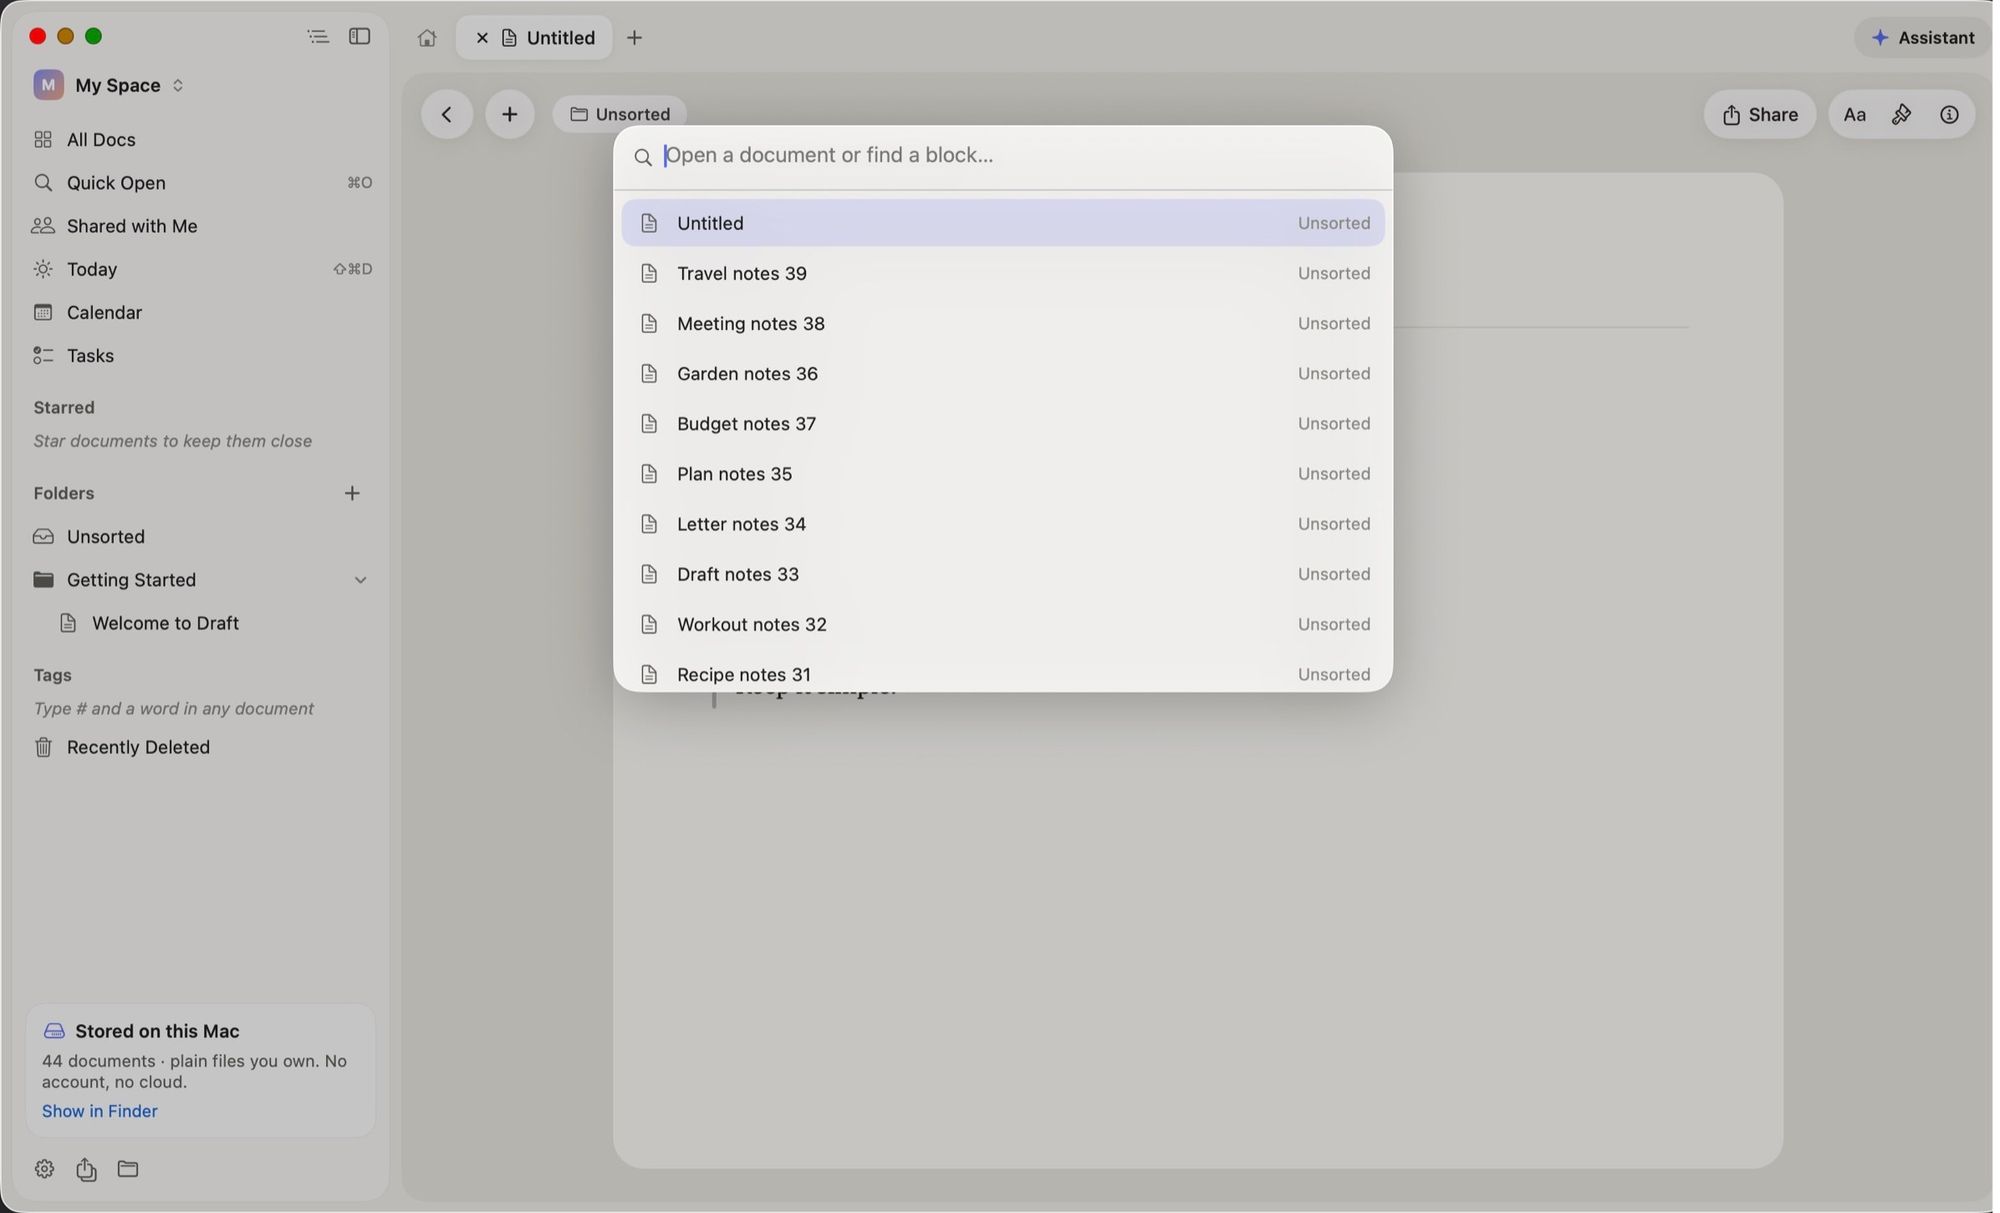 M My Space
All Docs
Quick Open ⌘O
Shared with Me
Today ⇧⌘D
Calendar
Tasks
Starred
Star documents to keep them close
Folders
Unsorted
Getting Started
Welcome to Draft
Tags
Type # and a word in any document
Recently Deleted
Stored on this Mac
44 documents · plain files you own. No
account, no cloud.
Show in Finder
Untitled
Assistant
Unsorted
Share
Aa
Open a document or find a block...
Untitled Unsorted
Travel notes 39 Unsorted
Meeting notes 38 Unsorted
Garden notes 36 Unsorted
Budget notes 37 Unsorted
Plan notes 35 Unsorted
Letter notes 34 Unsorted
Draft notes 33 Unsorted
Workout notes 32 Unsorted
Recipe notes 31 Unsorted